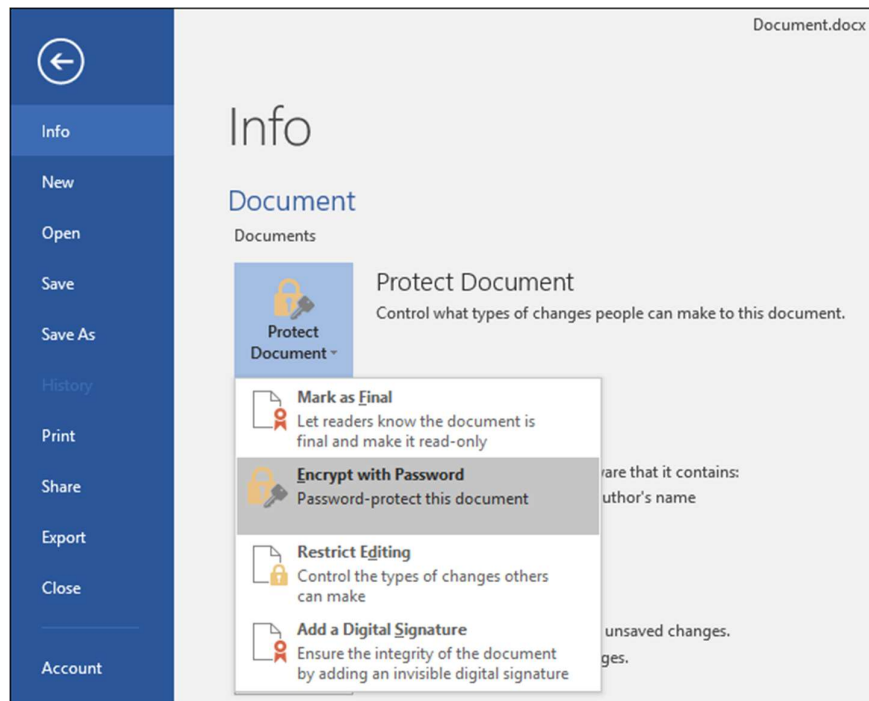 Document.docx
Info
New
Open
Save
Save As
History
Print
Share
Export
Close
Account
Info
Document
Documents
Protect
Document
Protect Document
Control what types of changes people can make to this document.
Mark as Final
Let readers know the document is
final and make it read-only
Encrypt with Password
Password-protect this document
Restrict Editing
Control the types of changes others
can make
Add a Digital Signature
Ensure the integrity of the document
by adding an invisible digital signature
that it contains:
name
unsaved changes.